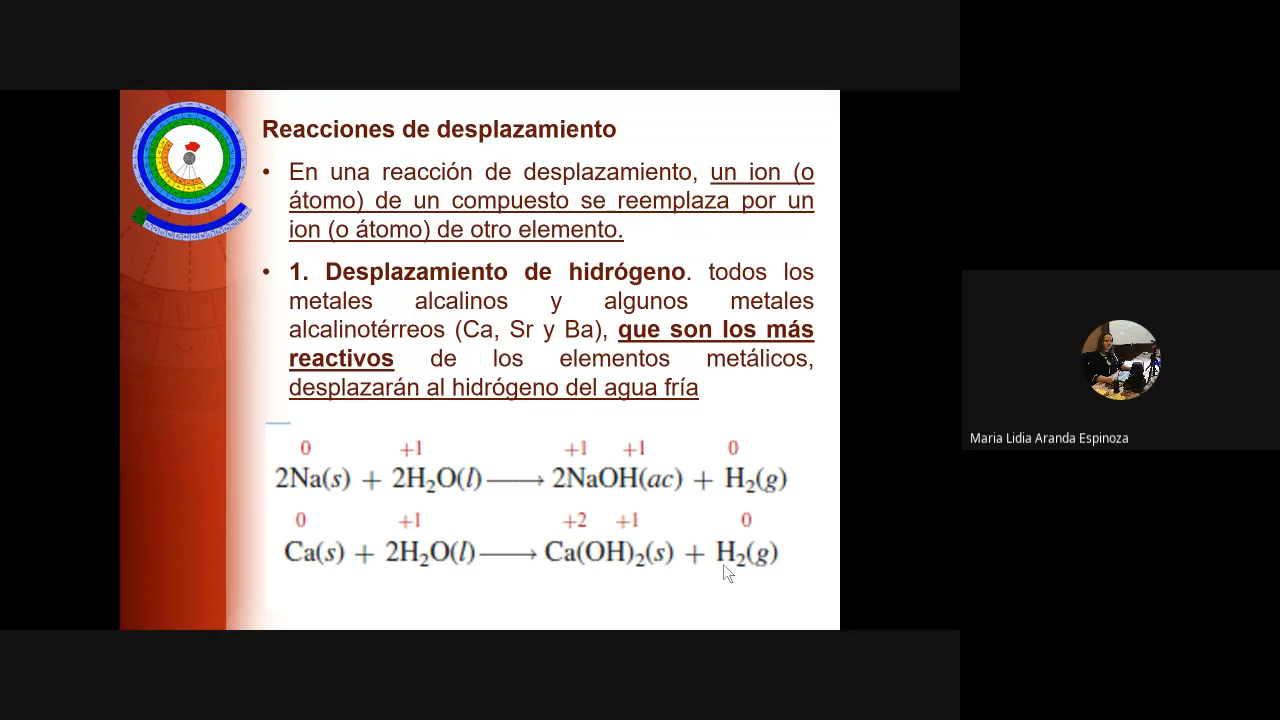 Reacciones de desplazamiento
• En una reacción de desplazamiento, un ion (o
átomo) de un compuesto se reemplaza por un
ion (o átomo) de otro elemento.
• 1. Desplazamiento de hidrógeno. todos los
metales alcalinos y algunos metales
alcalinotérreos (Ca, Sr y Ba), que son los más
reactivos de los elementos metálicos,
desplazarán al hidrógeno del agua fría
0 +1 +1 +1 0
2Na(s) + 2H₂O(l) ⟶ 2NaOH(ac) + H₂(g)
0 +1 +2 +1 0
Ca(s) + 2H₂O(l) ⟶ Ca(OH)₂(s) + H₂(g)
Maria Lidia Aranda Espinoza